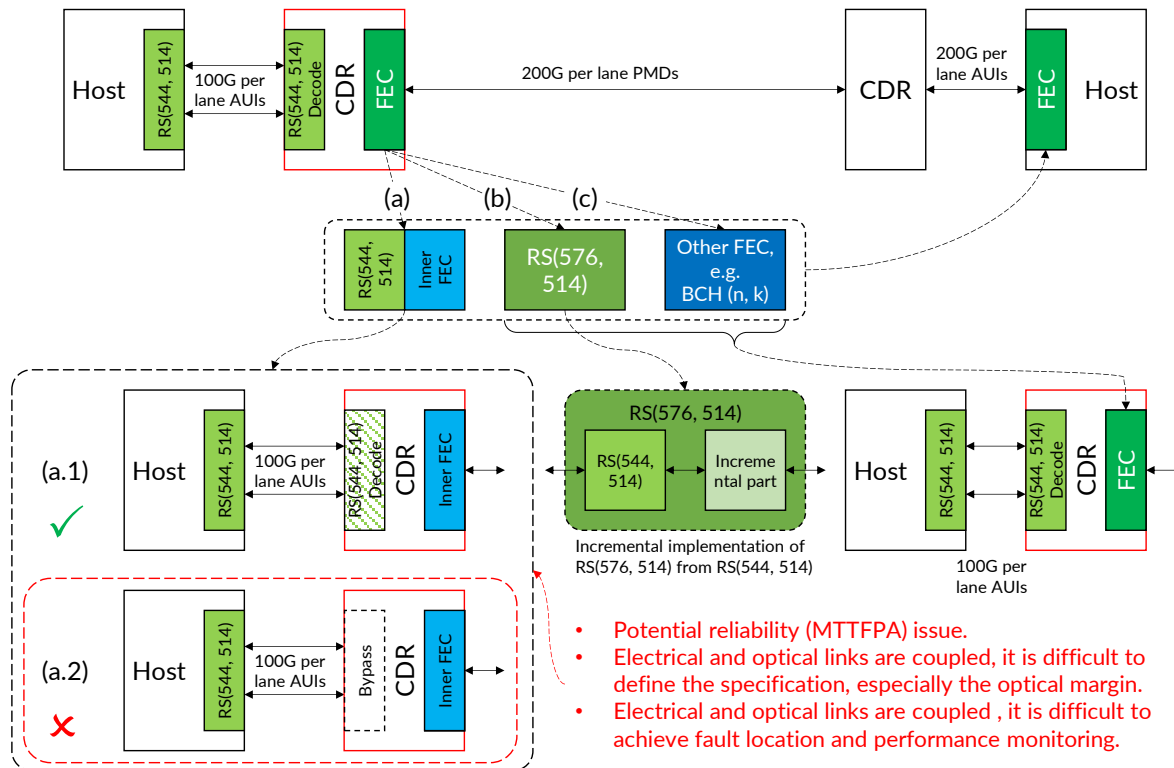 Host
RS(544, 514)
100G per
lane AUIs
RS(544, 514)
Decode
CDR
FEC
200G per lane PMDs
CDR
200G per
lane AUIs
FEC
Host
(a)
(b)
(c)
RS(544,
514)
Inner
FEC
RS(576,
514)
Other FEC,
e.g.
BCH (n, k)
(a.1)
✓
Host
RS(544, 514)
100G per
lane AUIs
RS(544, 514)
Decode
CDR
Inner FEC
RS(576, 514)
RS(544,
514)
Increme
ntal part
Incremental implementation of
RS(576, 514) from RS(544, 514)
Host
RS(544, 514)
RS(544, 514)
Decode
CDR
FEC
100G per
lane AUIs
(a.2)
✘
Host
RS(544, 514)
100G per
lane AUIs
Bypass
CDR
Inner FEC
• Potential reliability (MTTFPA) issue.
• Electrical and optical links are coupled, it is difficult to
define the specification, especially the optical margin.
• Electrical and optical links are coupled , it is difficult to
achieve fault location and performance monitoring.